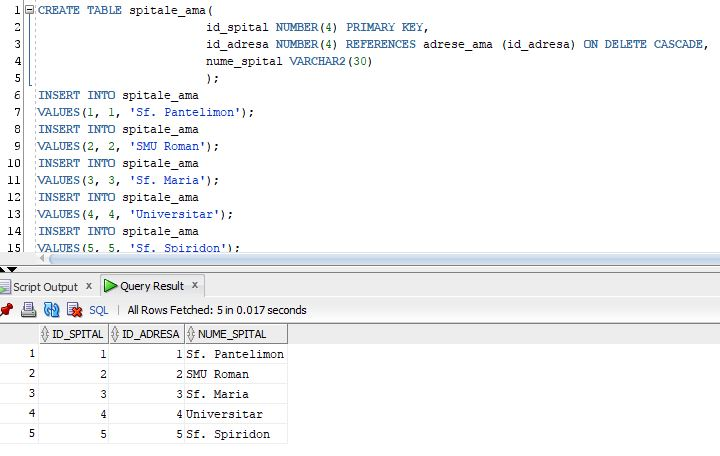 1 CREATE TABLE spitale_ama(
2 id_spital NUMBER(4) PRIMARY KEY,
3 id_adresa NUMBER(4) REFERENCES adrese_ama (id_adresa) ON DELETE CASCADE,
4 nume_spital VARCHAR2(30)
5 );
6 INSERT INTO spitale_ama
7 VALUES(1, 1, 'Sf. Pantelimon');
8 INSERT INTO spitale_ama
9 VALUES(2, 2, 'SMU Roman');
10 INSERT INTO spitale_ama
11 VALUES(3, 3, 'Sf. Maria');
12 INSERT INTO spitale_ama
13 VALUES(4, 4, 'Universitar');
14 INSERT INTO spitale_ama
15 VALUES(5, 5, 'Sf. Spiridon');
Script Output x Query Result x
SQL | All Rows Fetched: 5 in 0.017 seconds
ID_SPITAL ID_ADRESA NUME_SPITAL
1 1 1 Sf. Pantelimon
2 2 2 SMU Roman
3 3 3 Sf. Maria
4 4 4 Universitar
5 5 5 Sf. Spiridon